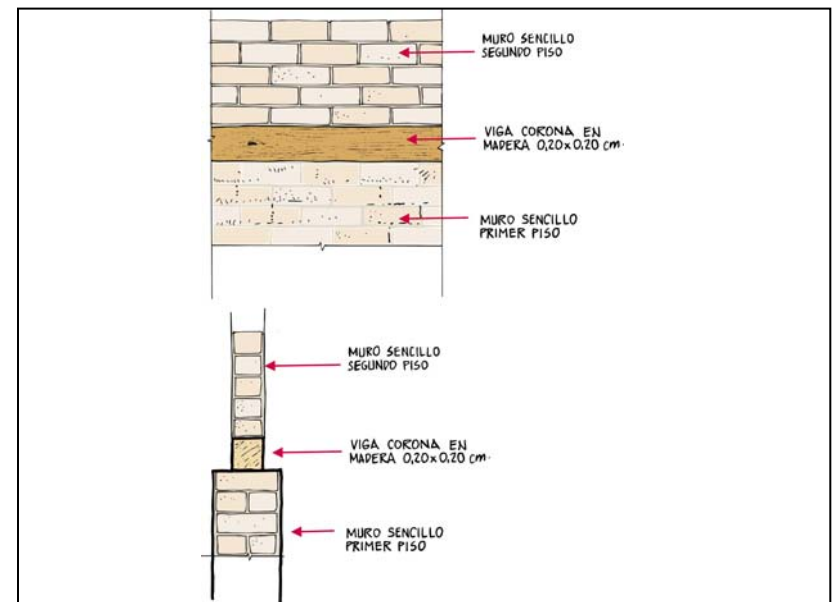 MURO SENCILLO
SEGUNDO PISO
VIGA CORONA EN
MADERA 0,20x0,20 cm.
MURO SENCILLO
PRIMER PISO
MURO SENCILLO
SEGUNDO PISO
VIGA CORONA EN
MADERA 0,20x0,20 cm.
MURO SENCILLO
PRIMER PISO